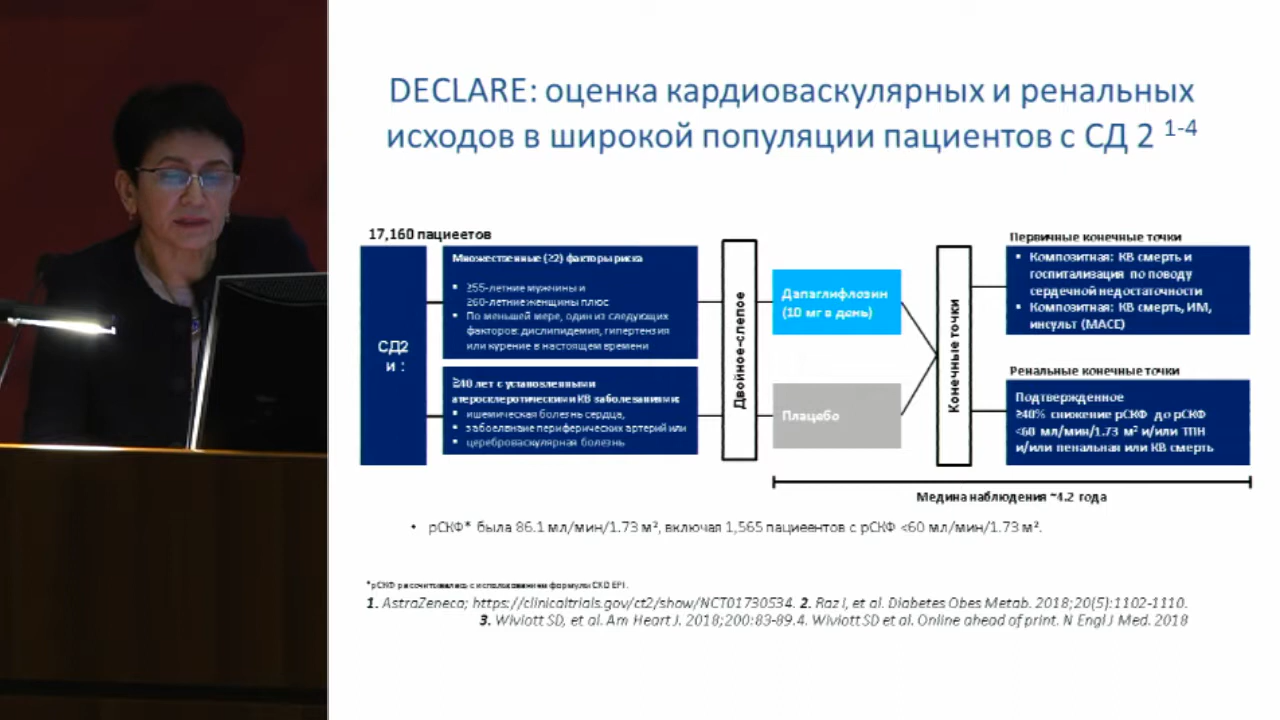 DECLARE: оценка кардиоваскулярных и ренальных
исходов в широкой популяции пациентов с СД 2 1-4
17,160 пациеетов
СД2
и :
Множественные (≥2) факторы риска
≥55-летние мужчины и
≥60-летние женщины плюс
По меньшей мере, один из следующих
факторов: дислипидемия, гипертензия
или курение в настоящем времени
≥40 лет с установленными
атеросклеротическими КВ заболеваниями:
ишемическая болезнь сердца,
заболевание периферических артерий или
цереброваскулярная болезнь
Двойное-слепое
Дапаглифлозин
(10 мг в день)
Плацебо
Конечные точки
Первичные конечные точки
Композитная: КВ смерть и
госпитализация по поводу
сердечной недостаточности
Композитная: КВ смерть, ИМ,
инсульт (MACE)
Ренальные конечные точки
Подтвержденное
≥40% снижение рСКФ до рСКФ
<60 мл/мин/1.73 м² и/или ТПН
и/или пенальная или КВ смерть
Медина наблюдения ~4.2 года
• рСКФ* была 86.1 мл/мин/1.73 м², включая 1,565 пациеентов с рСКФ <60 мл/мин/1.73 м².
*рСКФ рассчитывалась с использованием формулы CKD EPI.
1. AstraZeneca; https://clinicaltrials.gov/ct2/show/NCT01730534. 2. Raz I, et al. Diabetes Obes Metab. 2018;20(5):1102-1110.
3. Wiviott SD, et al. Am Heart J. 2018;200:83-89.4. Wiviott SD et al. Online ahead of print. N Engl J Med. 2018